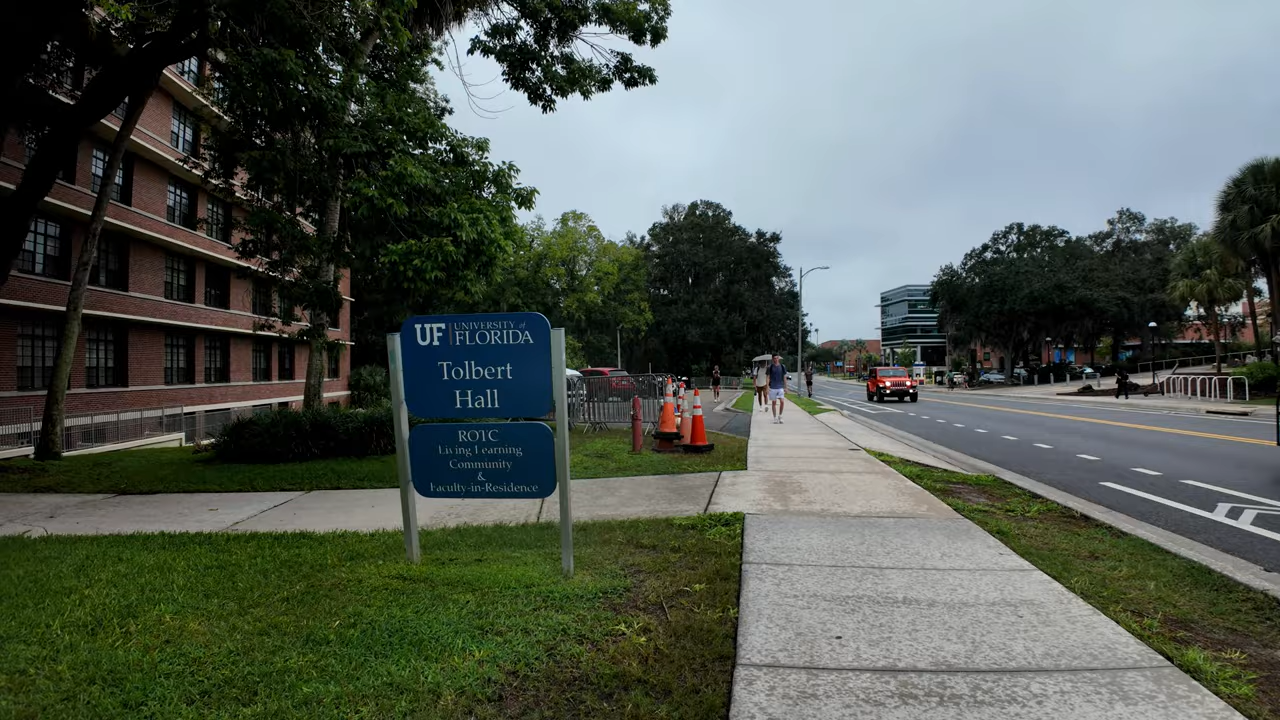 UF UNIVERSITY of
FLORIDA
Tolbert
Hall
ROTC
Living Learning
Community
&
Faculty-in-Residence